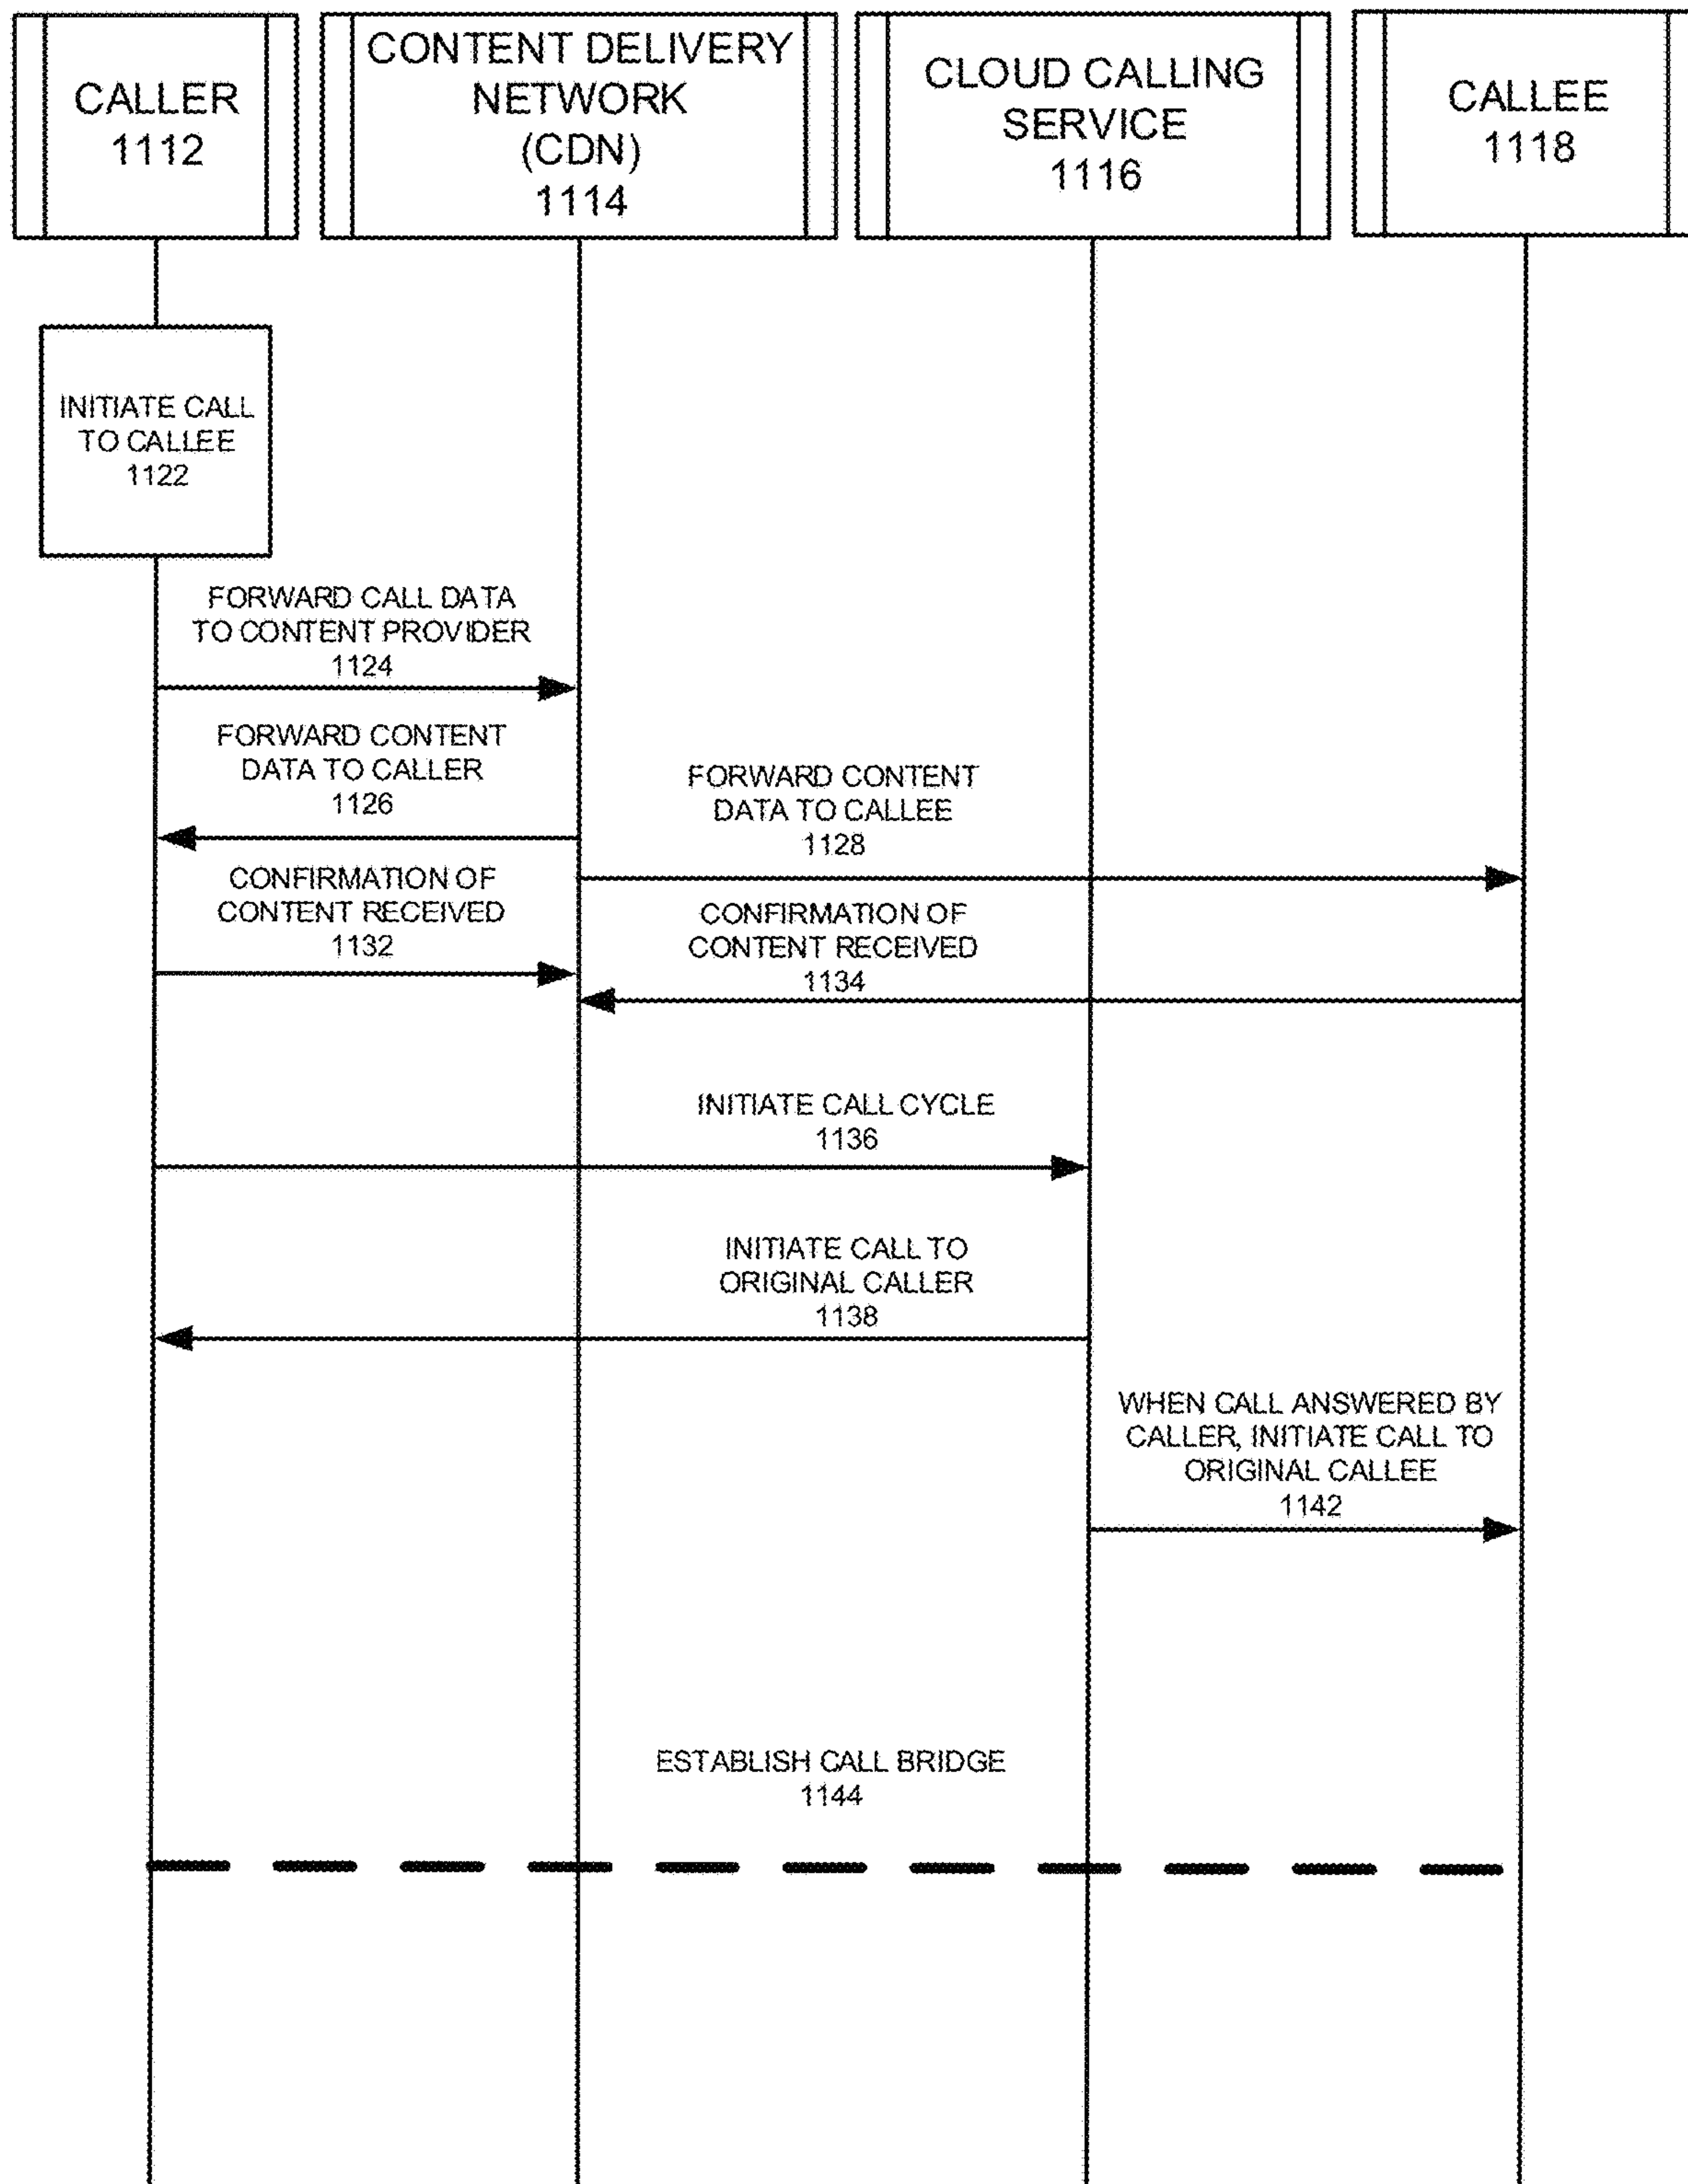 CALLER
1112
CONTENT DELIVERY
NETWORK
(CDN)
1114
CLOUD CALLING
SERVICE
1116
CALLEE
1118
INITIATE CALL
TO CALLEE
1122
FORWARD CALL DATA
TO CONTENT PROVIDER
1124
FORWARD CONTENT
DATA TO CALLER
1126
FORWARD CONTENT
DATA TO CALLEE
1128
CONFIRMATION OF
CONTENT RECEIVED
1132
CONFIRMATION OF
CONTENT RECEIVED
1134
INITIATE CALL CYCLE
1136
INITIATE CALL TO
ORIGINAL CALLER
1138
WHEN CALL ANSWERED BY
CALLER, INITIATE CALL TO
ORIGINAL CALLEE
1142
ESTABLISH CALL BRIDGE
1144